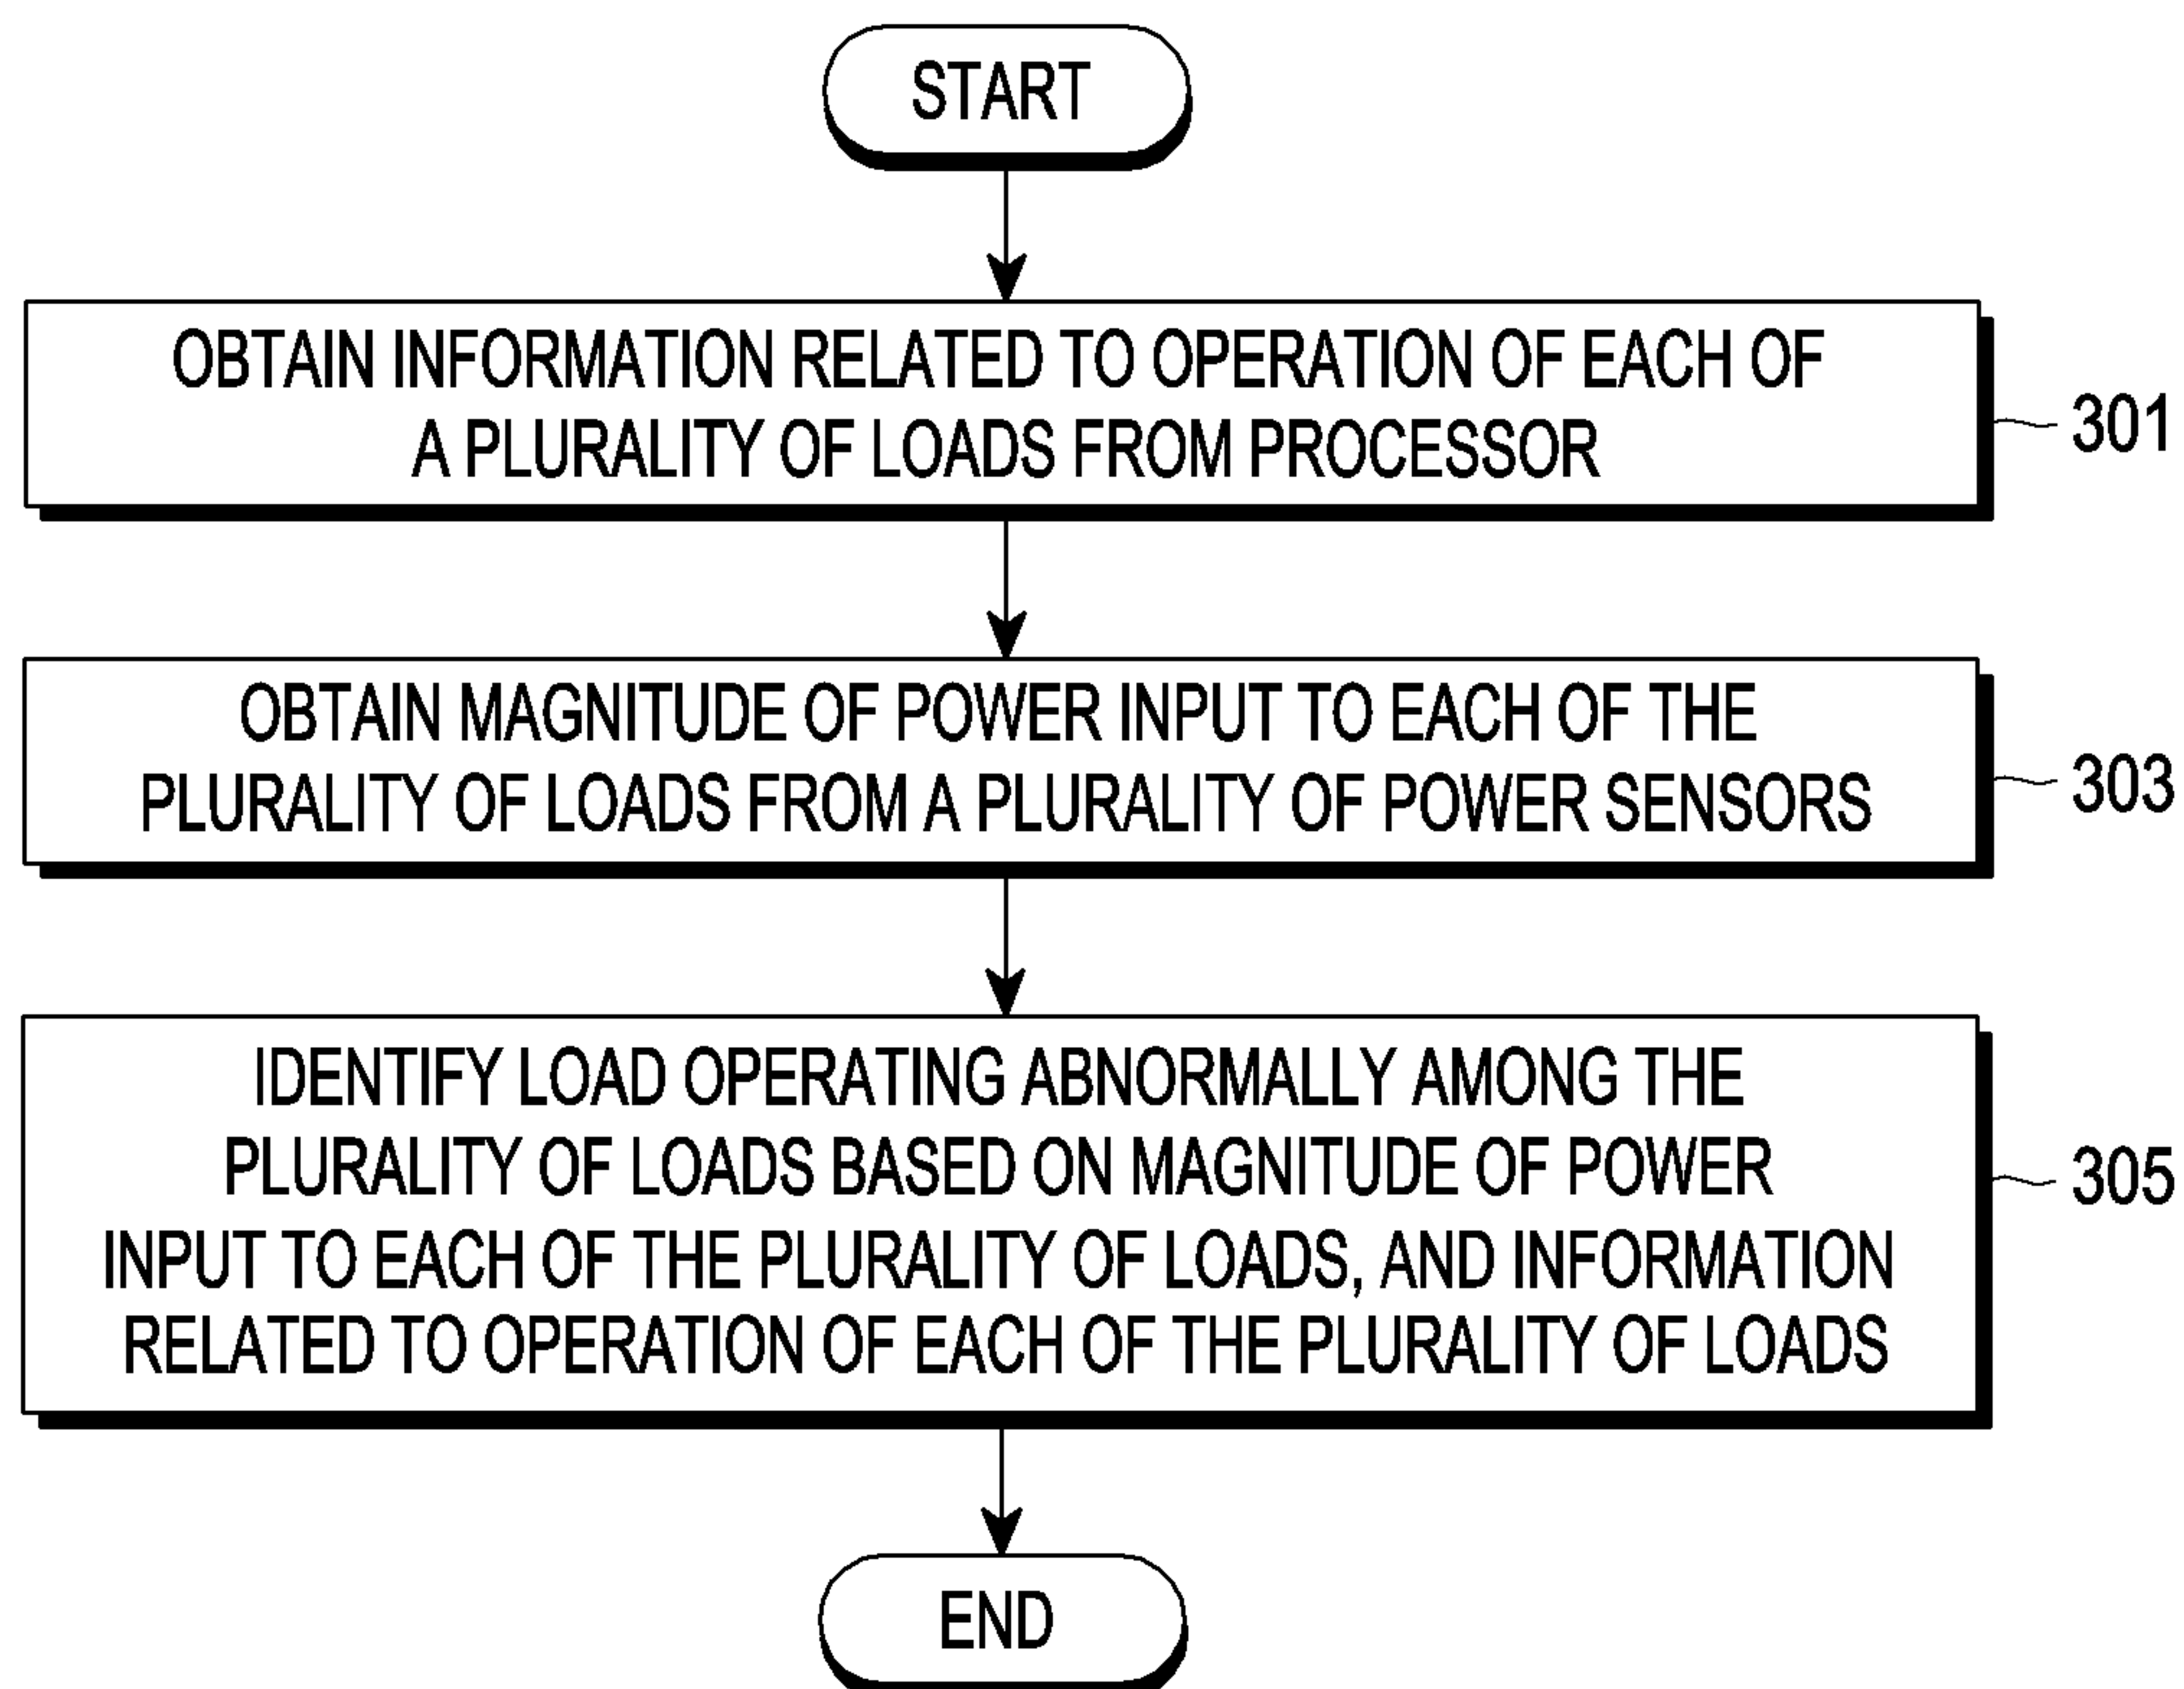 START
OBTAIN INFORMATION RELATED TO OPERATION OF EACH OF
A PLURALITY OF LOADS FROM PROCESSOR
301
OBTAIN MAGNITUDE OF POWER INPUT TO EACH OF THE
PLURALITY OF LOADS FROM A PLURALITY OF POWER SENSORS
303
IDENTIFY LOAD OPERATING ABNORMALLY AMONG THE
PLURALITY OF LOADS BASED ON MAGNITUDE OF POWER
INPUT TO EACH OF THE PLURALITY OF LOADS, AND INFORMATION
RELATED TO OPERATION OF EACH OF THE PLURALITY OF LOADS
305
END